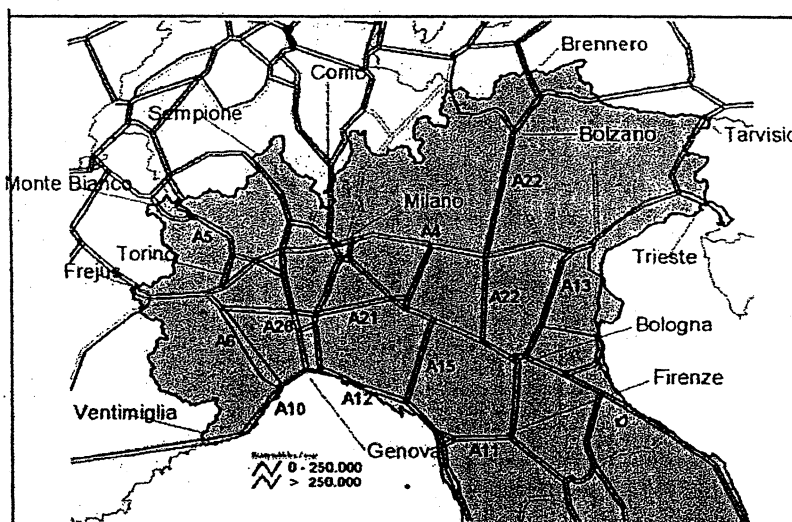 Brennero
Como
Sempione
Bolzano
Tarvisio
Monte Bianco
A22
Milano
A5
A4
Torino
Trieste
Frejus
A13
A22
A26
A21
Bologna
A6
A15
Firenze
Ventimiglia
A10
A12
Genova
A11
0 - 250.000
> 250.000